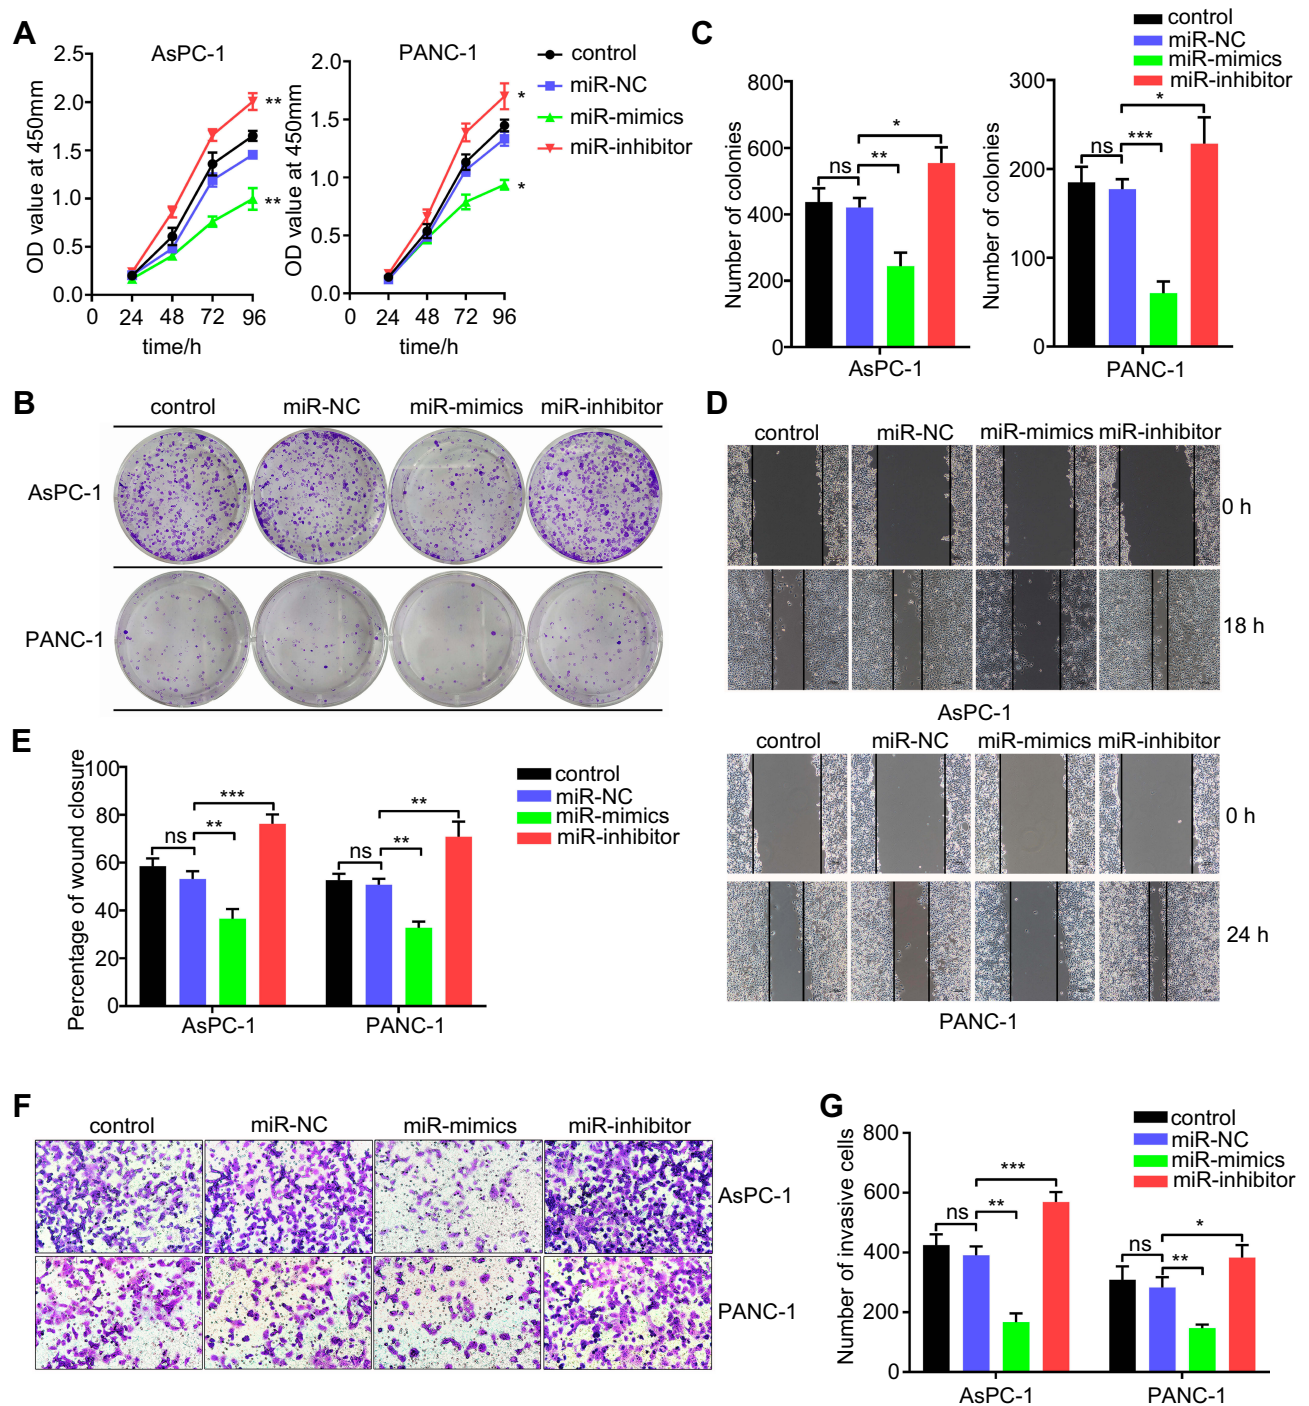 A
AsPC-1
OD value at 450mm
2.5
2.0
1.5
1.0
0.5
0.0
0 24 48 72 96
time/h
**
**
PANC-1
OD value at 450mm
2.0
1.5
1.0
0.5
0.0
0 24 48 72 96
time/h
*
*
control
miR-NC
miR-mimics
miR-inhibitor
C
control
miR-NC
miR-mimics
miR-inhibitor
Number of colonies
800
600
400
200
0
ns
**
*
AsPC-1
Number of colonies
300
200
100
0
ns
***
*
PANC-1
B
control miR-NC miR-mimics miR-inhibitor
AsPC-1
PANC-1
D
control miR-NC miR-mimics miR-inhibitor
0 h
18 h
AsPC-1
control miR-NC miR-mimics miR-inhibitor
0 h
24 h
PANC-1
E
Percentage of wound closure
100
80
60
40
20
0
ns
**
***
ns
**
**
AsPC-1 PANC-1
control
miR-NC
miR-mimics
miR-inhibitor
F
control miR-NC miR-mimics miR-inhibitor
AsPC-1
PANC-1
G
control
miR-NC
miR-mimics
miR-inhibitor
Number of invasive cells
800
600
400
200
0
ns
**
***
ns
**
*
AsPC-1 PANC-1